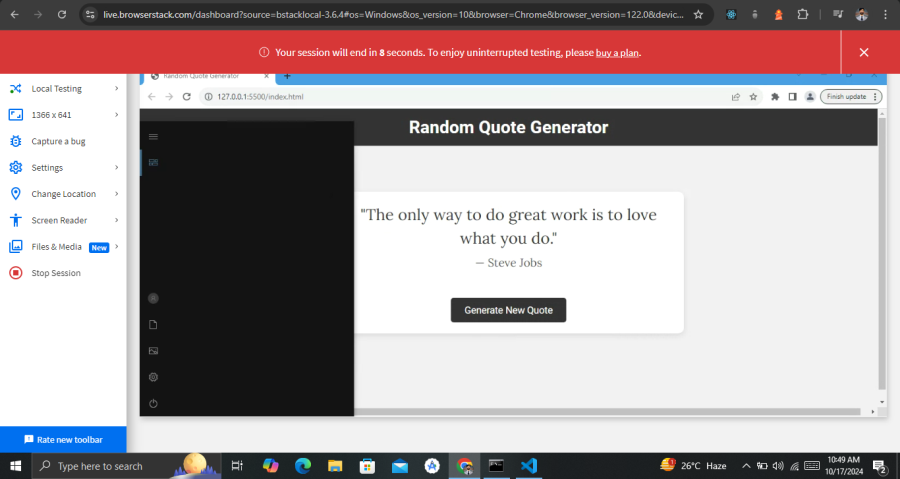 live.browserstack.com/dashboard?source=bstacklocal-3.6.4#os=Windows&os_version=10&browser=Chrome&browser_version=122.0&devic...
Your session will end in 8 seconds. To enjoy uninterrupted testing, please buy a plan.
Local Testing
1366 x 641
Capture a bug
Settings
Change Location
Screen Reader
Files & Media New
Stop Session
Rate new toolbar
Random Quote Generator
127.0.0.1:5500/index.html
Finish update
Random Quote Generator
"The only way to do great work is to love
what you do."
— Steve Jobs
Generate New Quote
Type here to search
26°C Haze
10:49 AM
10/17/2024
2